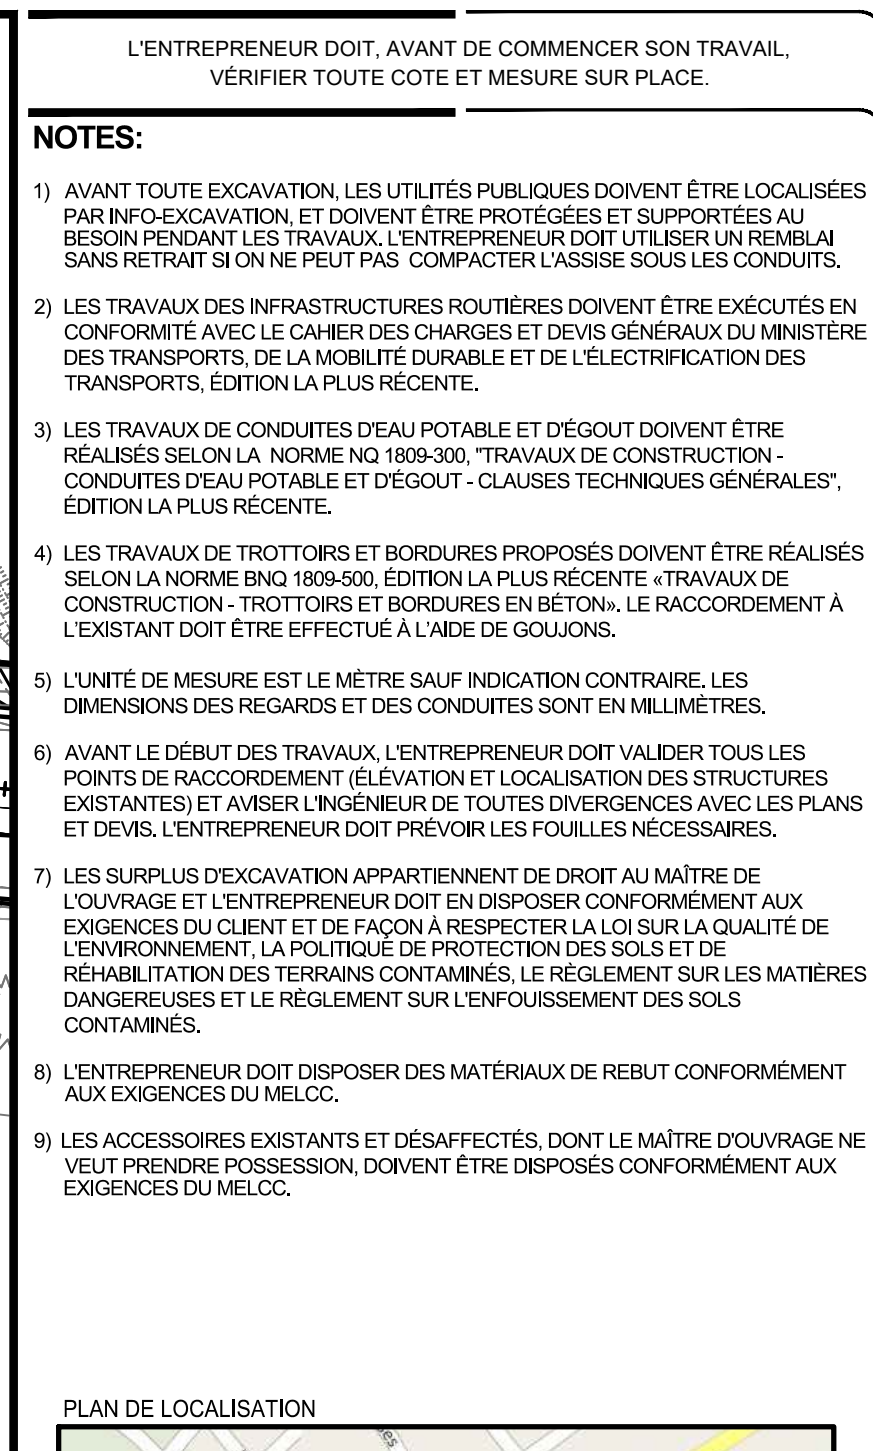 L'ENTREPRENEUR DOIT, AVANT DE COMMENCER SON TRAVAIL,
VÉRIFIER TOUTE COTE ET MESURE SUR PLACE.
NOTES:
1) AVANT TOUTE EXCAVATION, LES UTILITÉS PUBLIQUES DOIVENT ÊTRE LOCALISÉES
PAR INFO-EXCAVATION, ET DOIVENT ÊTRE PROTÉGÉES ET SUPPORTÉES AU
BESOIN PENDANT LES TRAVAUX. L'ENTREPRENEUR DOIT UTILISER UN REMBLAI
SANS RETRAIT SI ON NE PEUT PAS COMPACTER L'ASSISE SOUS LES CONDUITS.
2) LES TRAVAUX DES INFRASTRUCTURES ROUTIÈRES DOIVENT ÊTRE EXÉCUTÉS EN
CONFORMITÉ AVEC LE CAHIER DES CHARGES ET DEVIS GÉNÉRAUX DU MINISTÈRE
DES TRANSPORTS, DE LA MOBILITÉ DURABLE ET DE L'ÉLECTRIFICATION DES
TRANSPORTS, ÉDITION LA PLUS RÉCENTE.
3) LES TRAVAUX DE CONDUITES D'EAU POTABLE ET D'ÉGOUT DOIVENT ÊTRE
RÉALISÉS SELON LA NORME NQ 1809-300, "TRAVAUX DE CONSTRUCTION -
CONDUITES D'EAU POTABLE ET D'ÉGOUT - CLAUSES TECHNIQUES GÉNÉRALES",
ÉDITION LA PLUS RÉCENTE.
4) LES TRAVAUX DE TROTTOIRS ET BORDURES PROPOSÉS DOIVENT ÊTRE RÉALISÉS
SELON LA NORME BNQ 1809-500, ÉDITION LA PLUS RÉCENTE «TRAVAUX DE
CONSTRUCTION - TROTTOIRS ET BORDURES EN BÉTON». LE RACCORDEMENT À
L’EXISTANT DOIT ÊTRE EFFECTUÉ À L’AIDE DE GOUJONS.
5) L'UNITÉ DE MESURE EST LE MÈTRE SAUF INDICATION CONTRAIRE. LES
DIMENSIONS DES REGARDS ET DES CONDUITES SONT EN MILLIMÈTRES.
6) AVANT LE DÉBUT DES TRAVAUX, L'ENTREPRENEUR DOIT VALIDER TOUS LES
POINTS DE RACCORDEMENT (ÉLÉVATION ET LOCALISATION DES STRUCTURES
EXISTANTES) ET AVISER L'INGÉNIEUR DE TOUTES DIVERGENCES AVEC LES PLANS
ET DEVIS. L'ENTREPRENEUR DOIT PRÉVOIR LES FOUILLES NÉCESSAIRES.
7) LES SURPLUS D'EXCAVATION APPARTIENNENT DE DROIT AU MAÎTRE DE
L'OUVRAGE ET L'ENTREPRENEUR DOIT EN DISPOSER CONFORMÉMENT AUX
EXIGENCES DU CLIENT ET DE FAÇON À RESPECTER LA LOI SUR LA QUALITÉ DE
L'ENVIRONNEMENT, LA POLITIQUE DE PROTECTION DES SOLS ET DE
RÉHABILITATION DES TERRAINS CONTAMINÉS, LE RÈGLEMENT SUR LES MATIÈRES
DANGEREUSES ET LE RÈGLEMENT SUR L'ENFOUISSEMENT DES SOLS
CONTAMINÉS.
8) L'ENTREPRENEUR DOIT DISPOSER DES MATÉRIAUX DE REBUT CONFORMÉMENT
AUX EXIGENCES DU MELCC.
9) LES ACCESSOIRES EXISTANTS ET DÉSAFFECTÉS, DONT LE MAÎTRE D'OUVRAGE NE
VEUT PRENDRE POSSESSION, DOIVENT ÊTRE DISPOSÉS CONFORMÉMENT AUX
EXIGENCES DU MELCC.
PLAN DE LOCALISATION